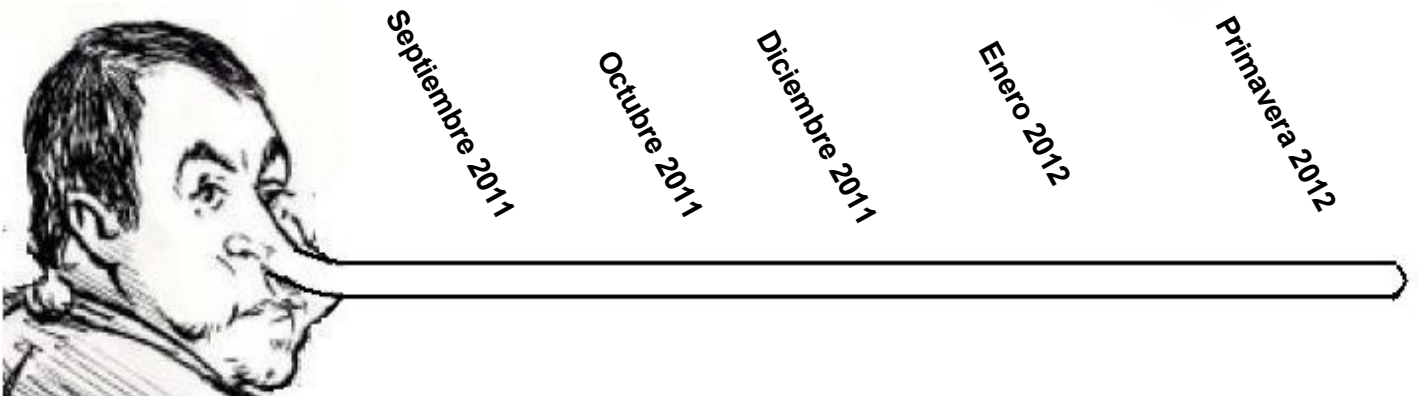 Septiembre 2011
Octubre 2011
Diciembre 2011
Enero 2012
Primavera 2012